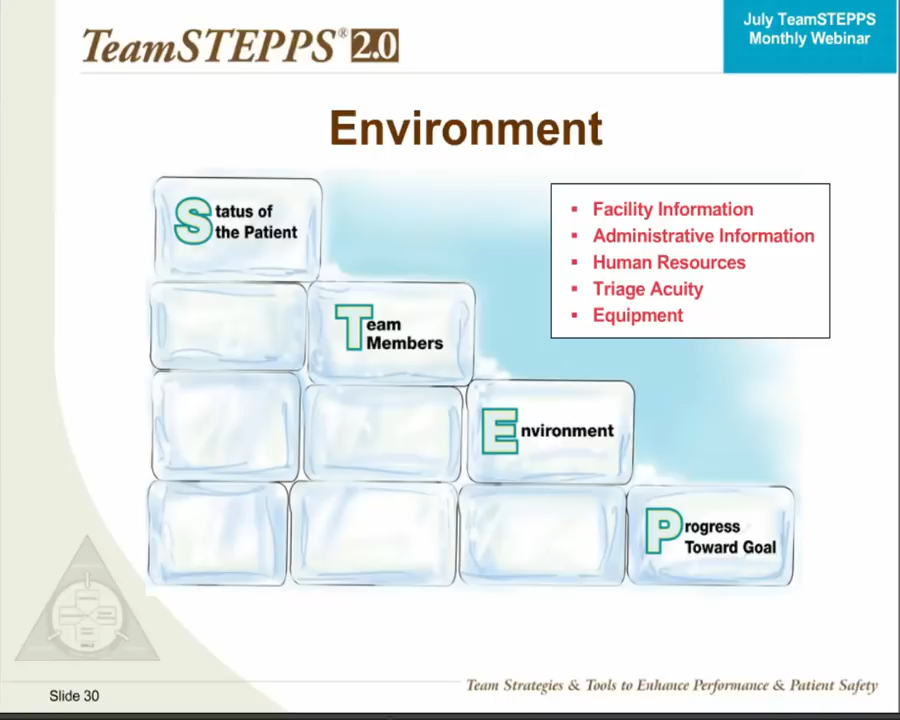 TeamSTEPPS® 2.0
July TeamSTEPPS
Monthly Webinar
Environment
Status of
the Patient
Team
Members
Environment
Progress
Toward Goal
▪ Facility Information
▪ Administrative Information
▪ Human Resources
▪ Triage Acuity
▪ Equipment
Slide 30
Team Strategies & Tools to Enhance Performance & Patient Safety